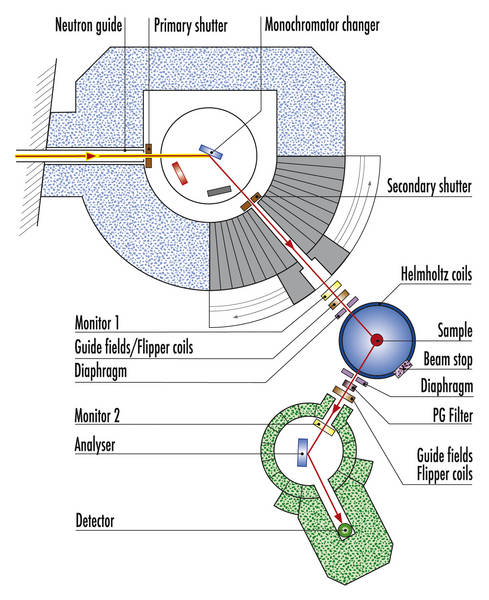 Neutron guide
Primary shutter
Monochromator changer
Secondary shutter
Helmholtz coils
Monitor 1
Sample
Guide fields/Flipper coils
Beam stop
Diaphragm
Diaphragm
Monitor 2
PG Filter
Analyser
Guide fields
Flipper coils
Detector